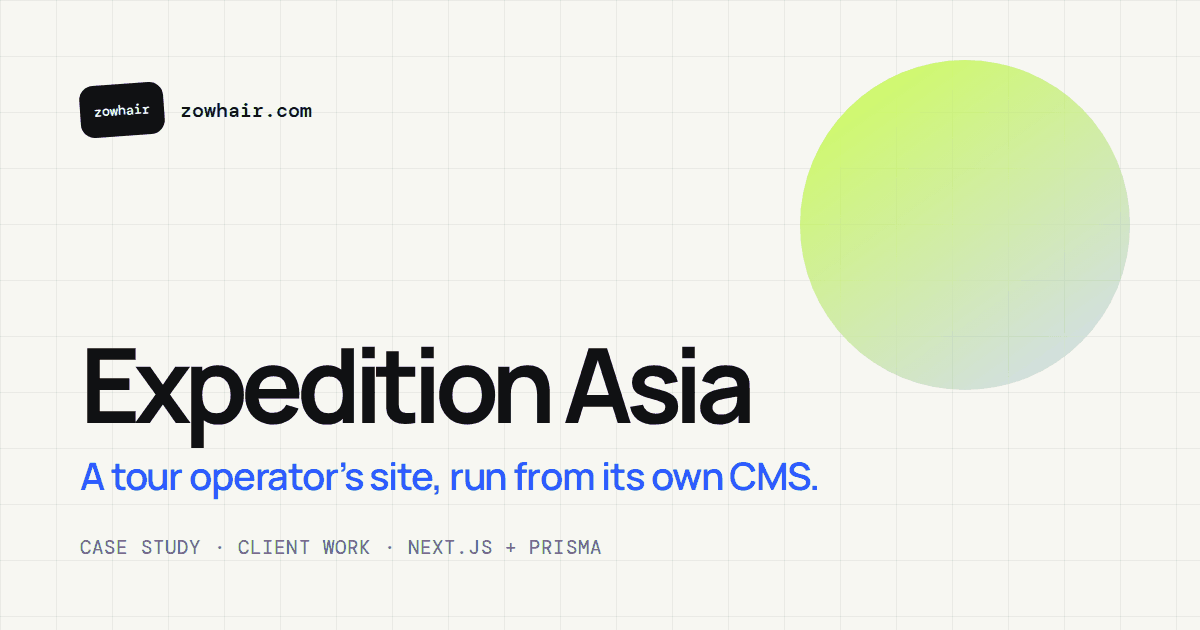 zowhair
zowhair.com
Expedition Asia
A tour operator’s site, run from its own CMS.
CASE STUDY · CLIENT WORK · NEXT.JS + PRISMA